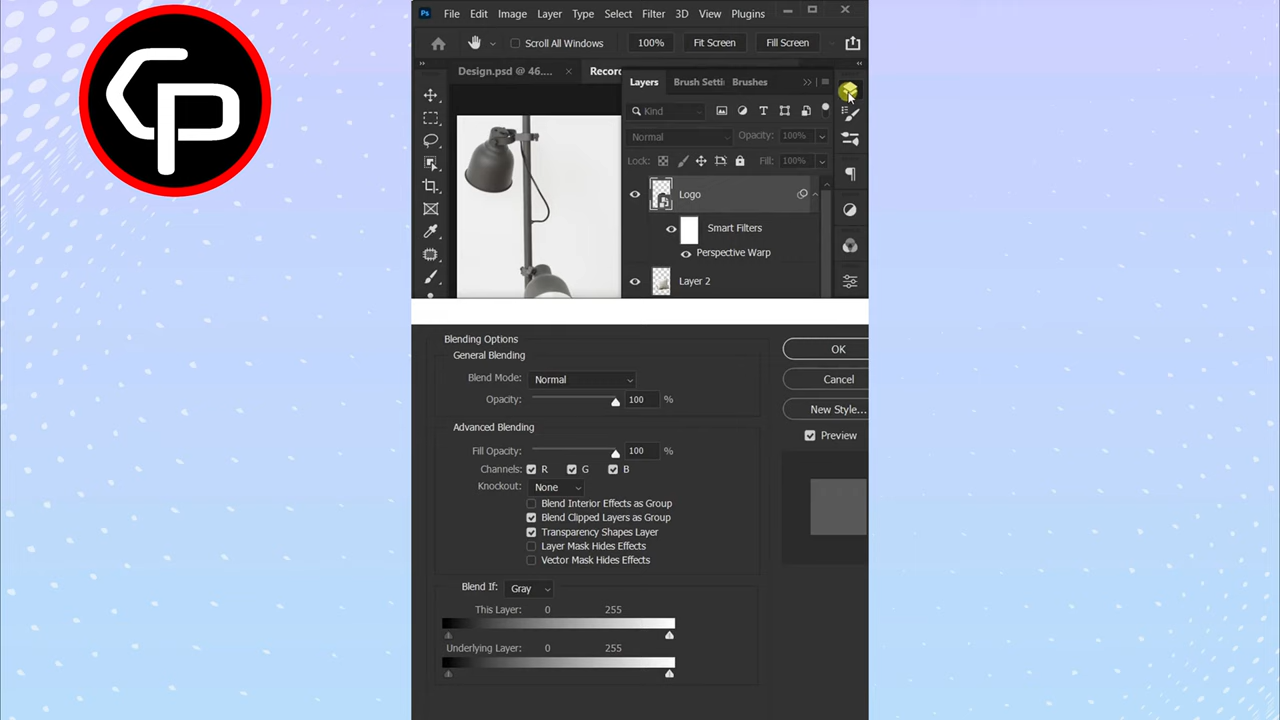 CP
Ps File Edit Image Layer Type Select Filter 3D View Plugins
Scroll All Windows 100% Fit Screen Fill Screen
Design.psd @ 46.... × Recor
Layers Brush Setti Brushes
Kind
Normal Opacity: 100%
Lock: Fill: 100%
Logo
Smart Filters
Perspective Warp
Layer 2
Blending Options
General Blending
Blend Mode: Normal
Opacity: 100 %
Advanced Blending
Fill Opacity: 100 %
Channels: R G B
Knockout: None
Blend Interior Effects as Group
Blend Clipped Layers as Group
Transparency Shapes Layer
Layer Mask Hides Effects
Vector Mask Hides Effects
Blend If: Gray
This Layer: 0 255
Underlying Layer: 0 255
OK
Cancel
New Style...
Preview